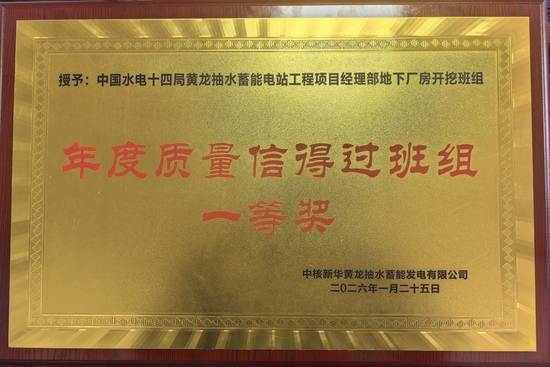 授予：中国水电十四局黄龙抽水蓄能电站工程项目经理部地下厂房开挖班组
年度质量信得过班组
一等奖
中核新华黄龙抽水蓄能发电有限公司
二〇二六年一月二十五日